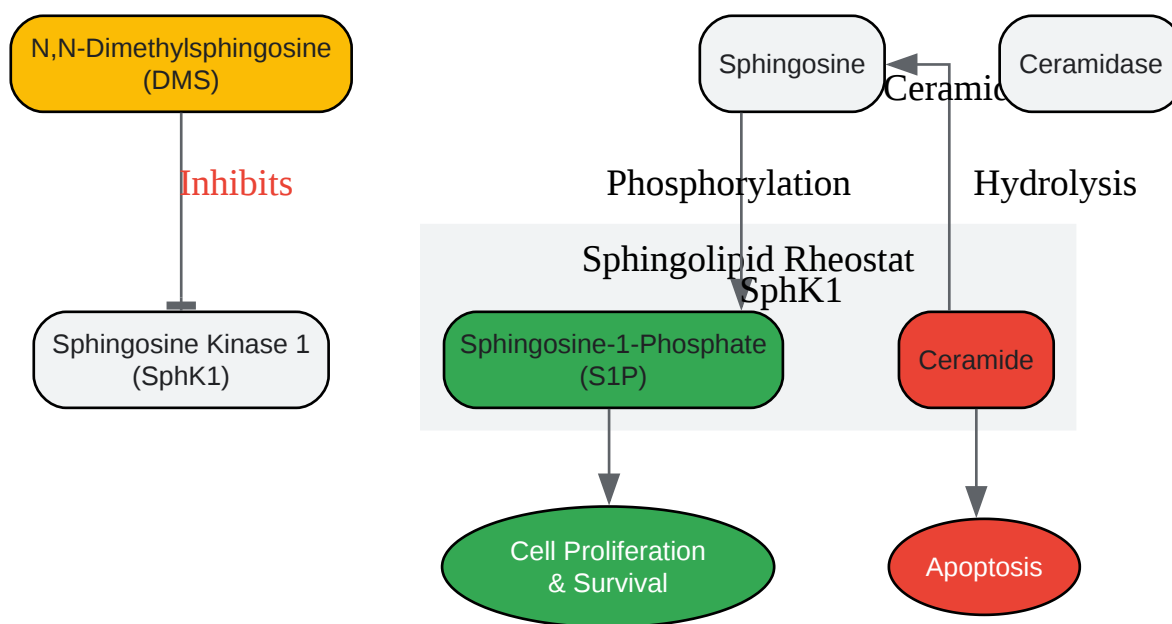 N,N-Dimethylsphingosine
(DMS)
Sphingosine
Ceramid
Ceramidase
Inhibits
Phosphorylation
Hydrolysis
Sphingolipid Rheostat
SphK1
Sphingosine Kinase 1
(SphK1)
Sphingosine-1-Phosphate
(S1P)
Ceramide
Cell Proliferation
& Survival
Apoptosis